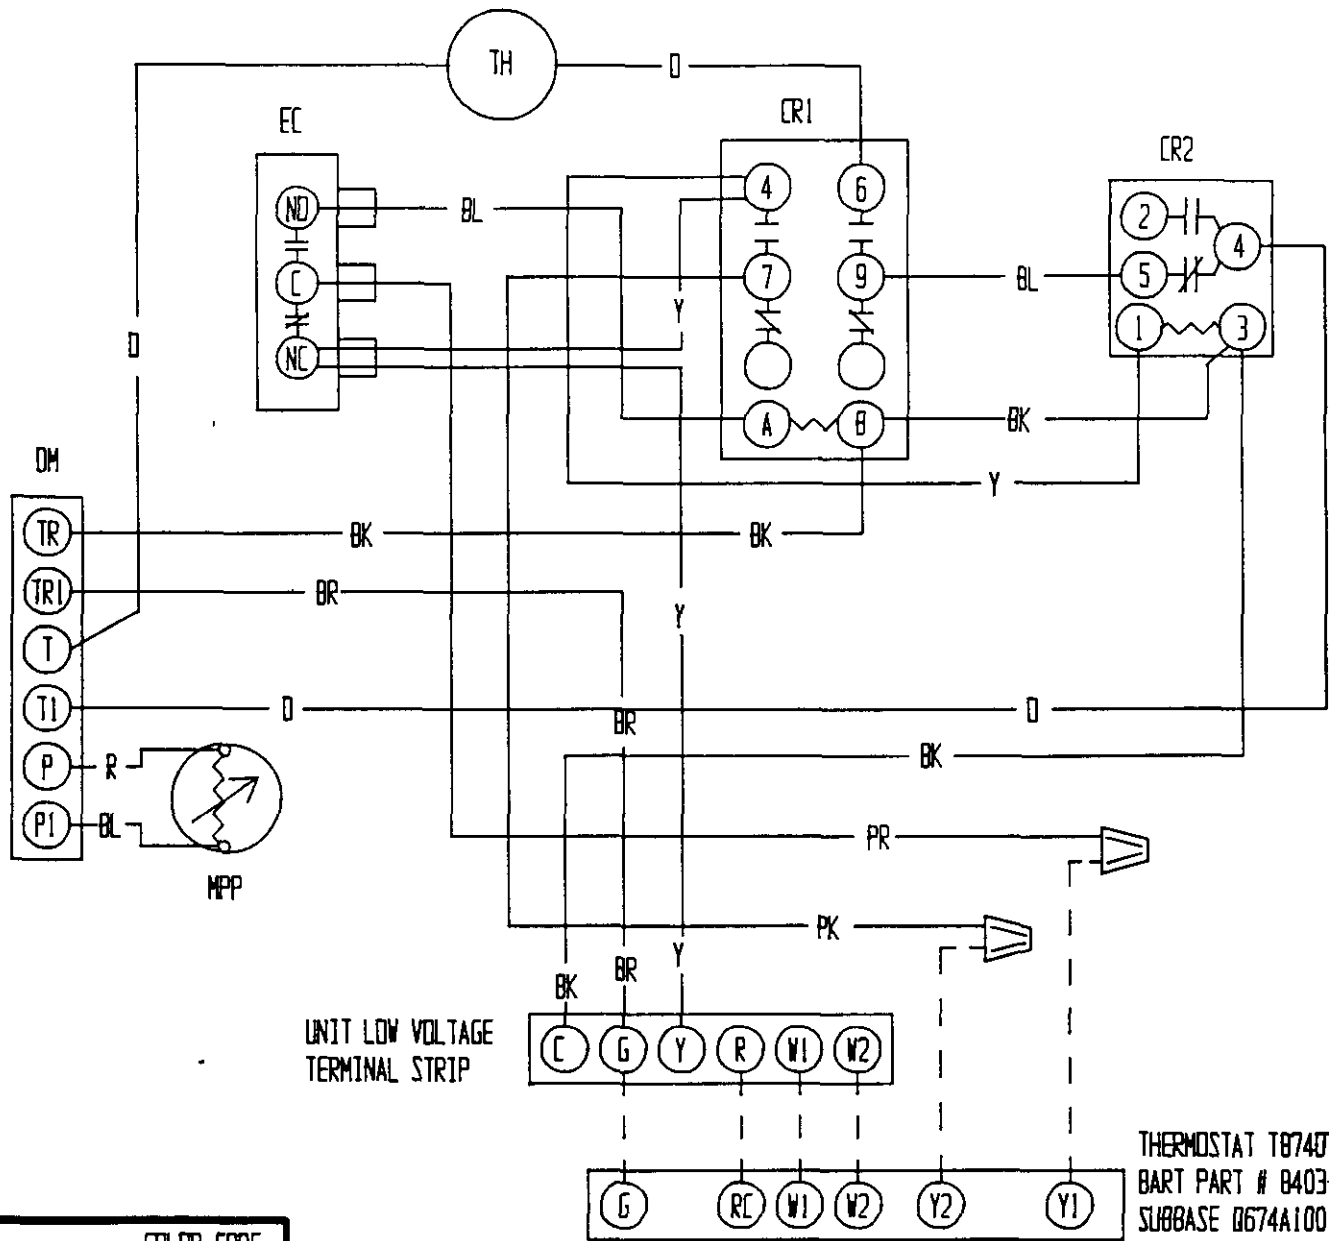 TH
O
EC
CR1
CR2
NO
BL
4
6
2
4
C
7
9
BL
5
Y
1
3
NC
O
A
B
BK
DM
Y
TR
BK
BK
TR1
BR
Y
T
T1
O
BR
O
P
R
BK
P1
BL
PR
MPP
PK
BK
BR
Y
UNIT LOW VOLTAGE
TERMINAL STRIP
C
G
Y
R
W1
W2
THERMOSTAT T874D
BART PART # 8403-
SUBBASE Q674A100
G
RC
W1
W2
Y2
Y1
COLOR CODE